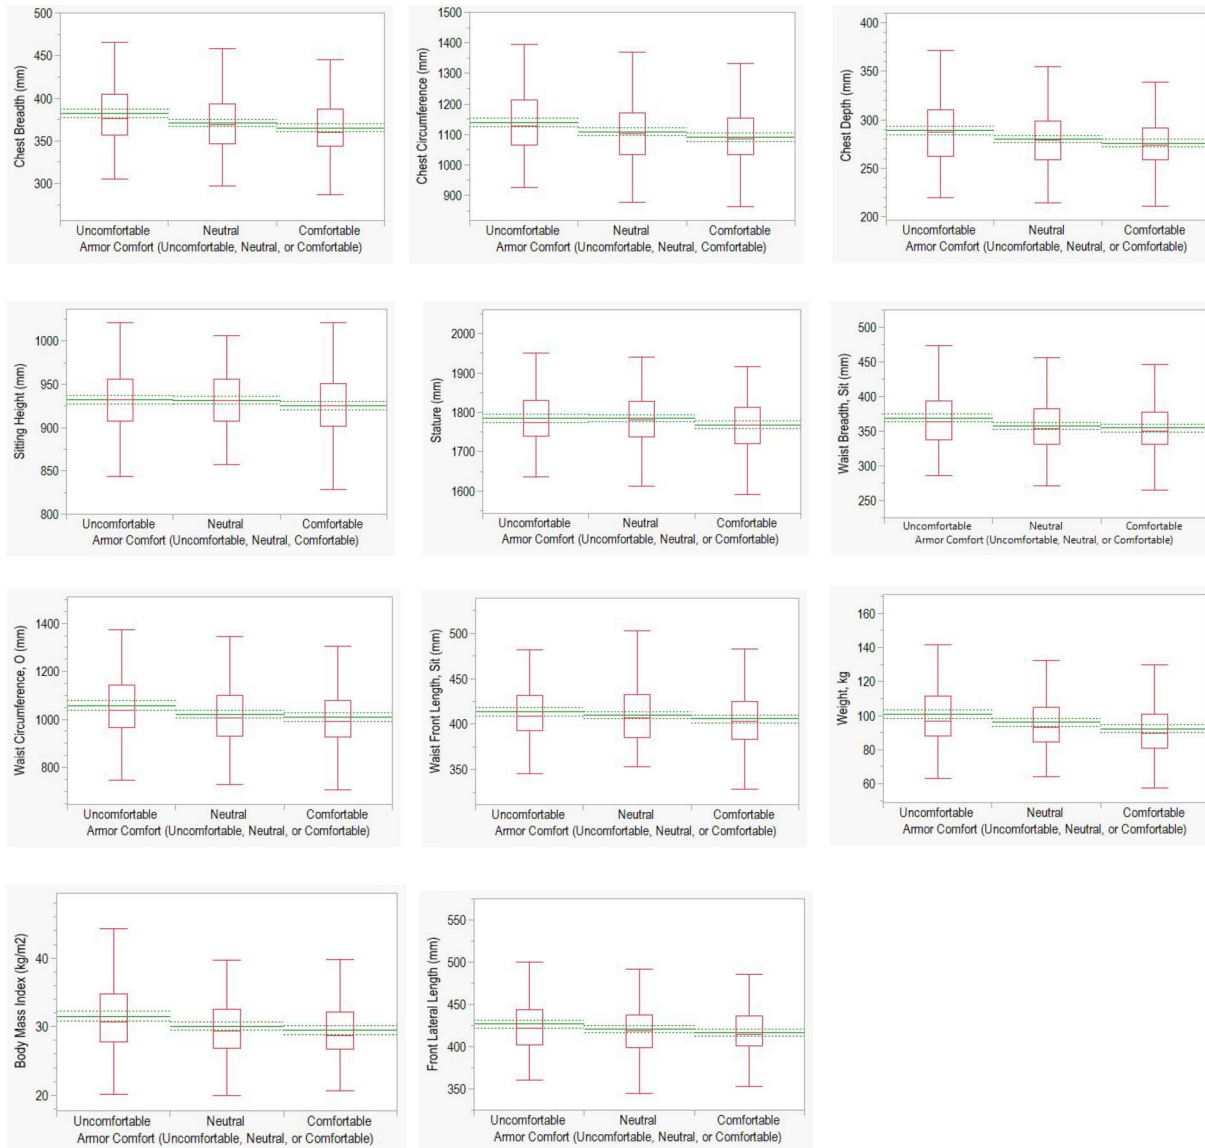 Chest Breadth (mm)
500
450
400
350
300
Uncomfortable Neutral Comfortable
Armor Comfort (Uncomfortable, Neutral, or Comfortable)
Chest Circumference (mm)
1500
1400
1300
1200
1100
1000
900
Uncomfortable Neutral Comfortable
Armor Comfort (Uncomfortable, Neutral, Comfortable)
Chest Depth (mm)
400
350
300
250
200
Uncomfortable Neutral Comfortable
Armor Comfort (Uncomfortable, Neutral, or Comfortable)
Sitting Height (mm)
1000
950
900
850
800
Uncomfortable Neutral Comfortable
Armor Comfort (Uncomfortable, Neutral, Comfortable)
Stature (mm)
2000
1900
1800
1700
1600
Uncomfortable Neutral Comfortable
Armor Comfort (Uncomfortable, Neutral, or Comfortable)
Waist Breadth, Sit (mm)
500
450
400
350
300
250
Uncomfortable Neutral Comfortable
Armor Comfort (Uncomfortable, Neutral, or Comfortable)
Waist Circumference, O (mm)
1400
1200
1000
800
Uncomfortable Neutral Comfortable
Armor Comfort (Uncomfortable, Neutral, or Comfortable)
Waist Front Length, Sit (mm)
500
450
400
350
Uncomfortable Neutral Comfortable
Armor Comfort (Uncomfortable, Neutral, or Comfortable)
Weight, kg
160
140
120
100
80
60
Uncomfortable Neutral Comfortable
Armor Comfort (Uncomfortable, Neutral, or Comfortable)
Body Mass Index (kg/m2)
40
30
20
Uncomfortable Neutral Comfortable
Armor Comfort (Uncomfortable, Neutral, or Comfortable)
Front Lateral Length (mm)
550
500
450
400
350
Uncomfortable Neutral Comfortable
Armor Comfort (Uncomfortable, Neutral, or Comfortable)